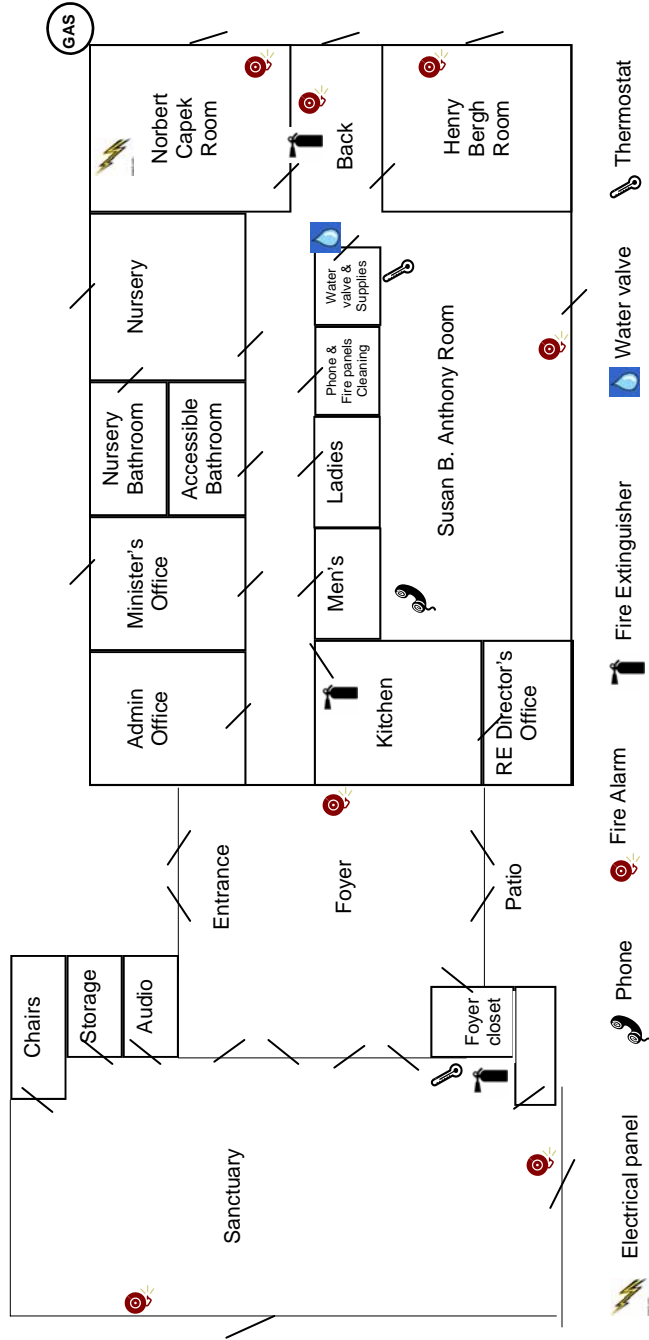 Chairs
Storage
Audio
Sanctuary
Foyer
closet
Entrance
Foyer
Patio
Admin
Office
Minister's
Office
Nursery
Bathroom
Accessible
Bathroom
Nursery
Norbert
Capek
Room
GAS
Kitchen
RE Director's
Office
Men's
Ladies
Phone &
Fire panels
Cleaning
Water
valve &
Supplies
Back
Susan B. Anthony Room
Henry
Bergh
Room
Electrical panel
Phone
Fire Alarm
Fire Extinguisher
Water valve
Thermostat